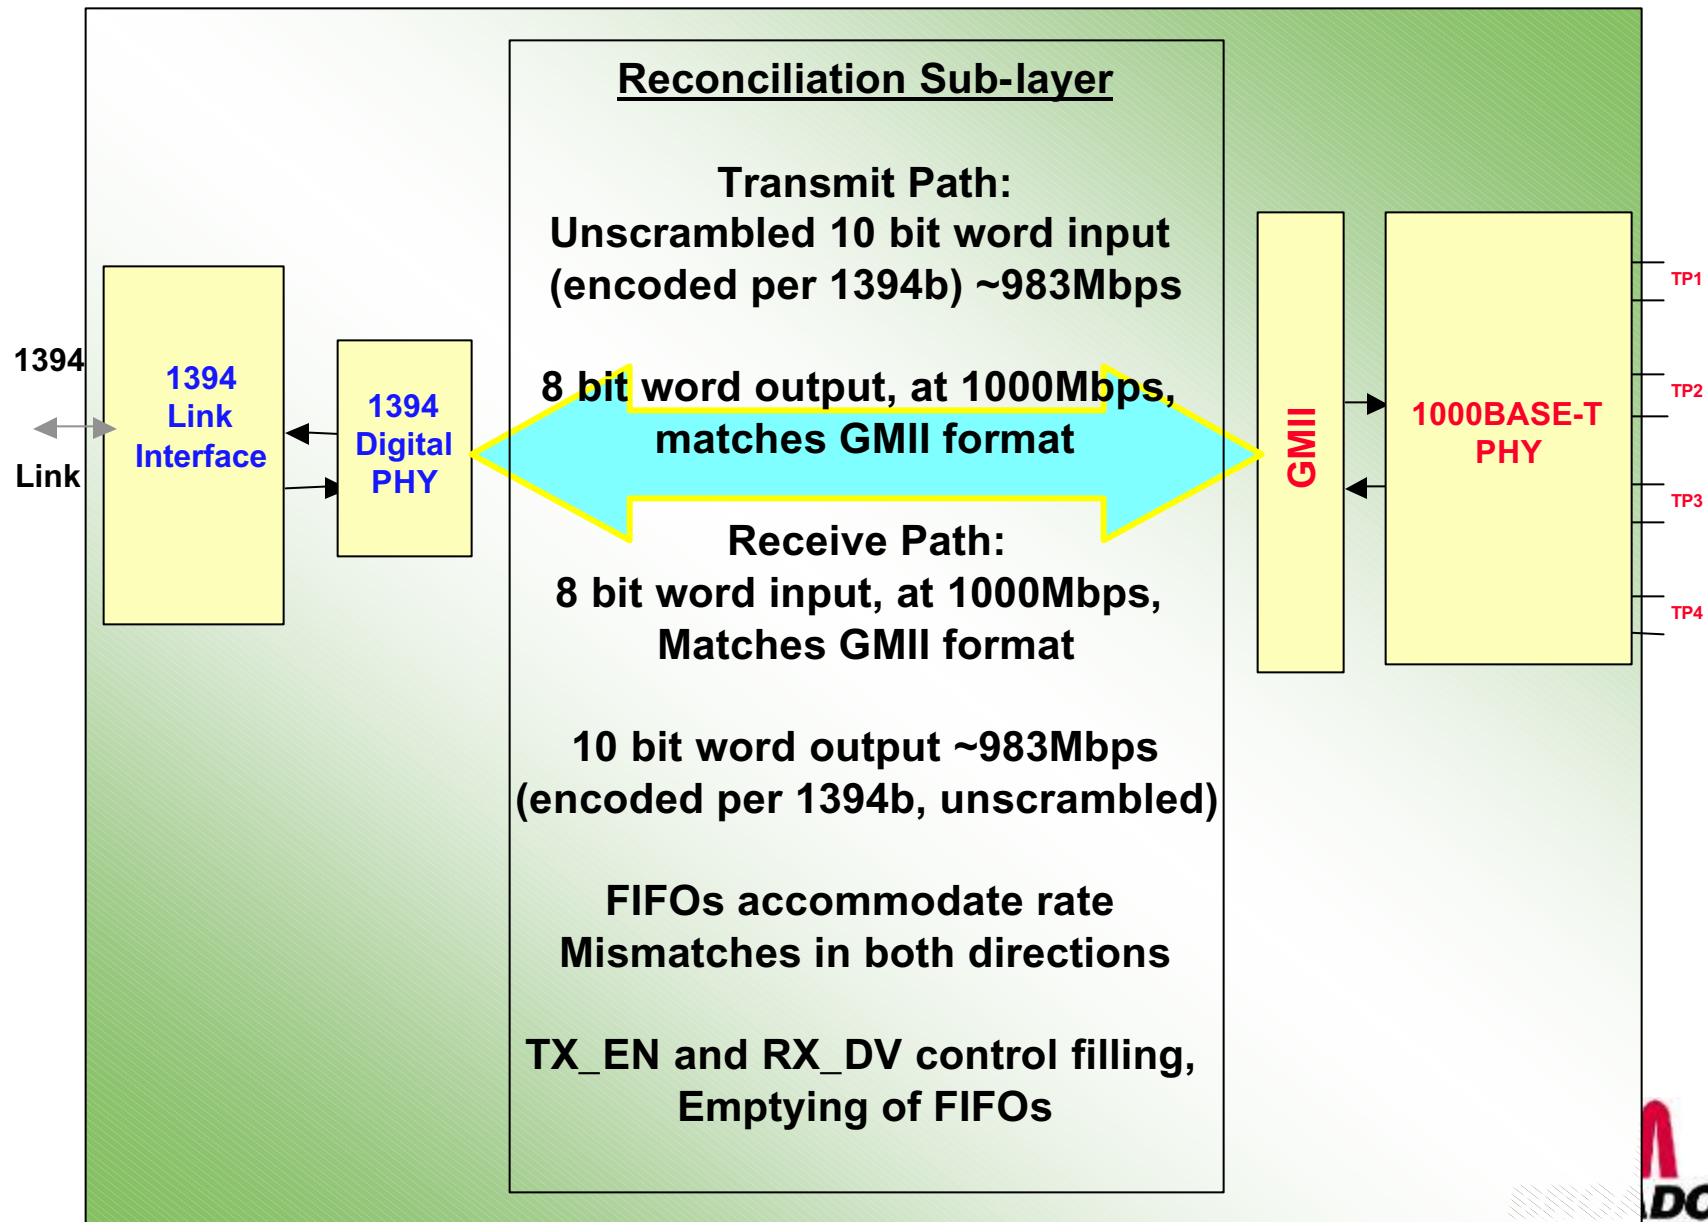 Reconciliation Sub-layer
Transmit Path:
Unscrambled 10 bit word input
(encoded per 1394b) ~983Mbps
8 bit word output, at 1000Mbps,
matches GMII format
Receive Path:
8 bit word input, at 1000Mbps,
Matches GMII format
10 bit word output ~983Mbps
(encoded per 1394b, unscrambled)
FIFOs accommodate rate
Mismatches in both directions
TX_EN and RX_DV control filling,
Emptying of FIFOs
1394
Link
1394
Link
Interface
1394
Digital
PHY
GMII
1000BASE-T
PHY
TP1
TP2
TP3
TP4